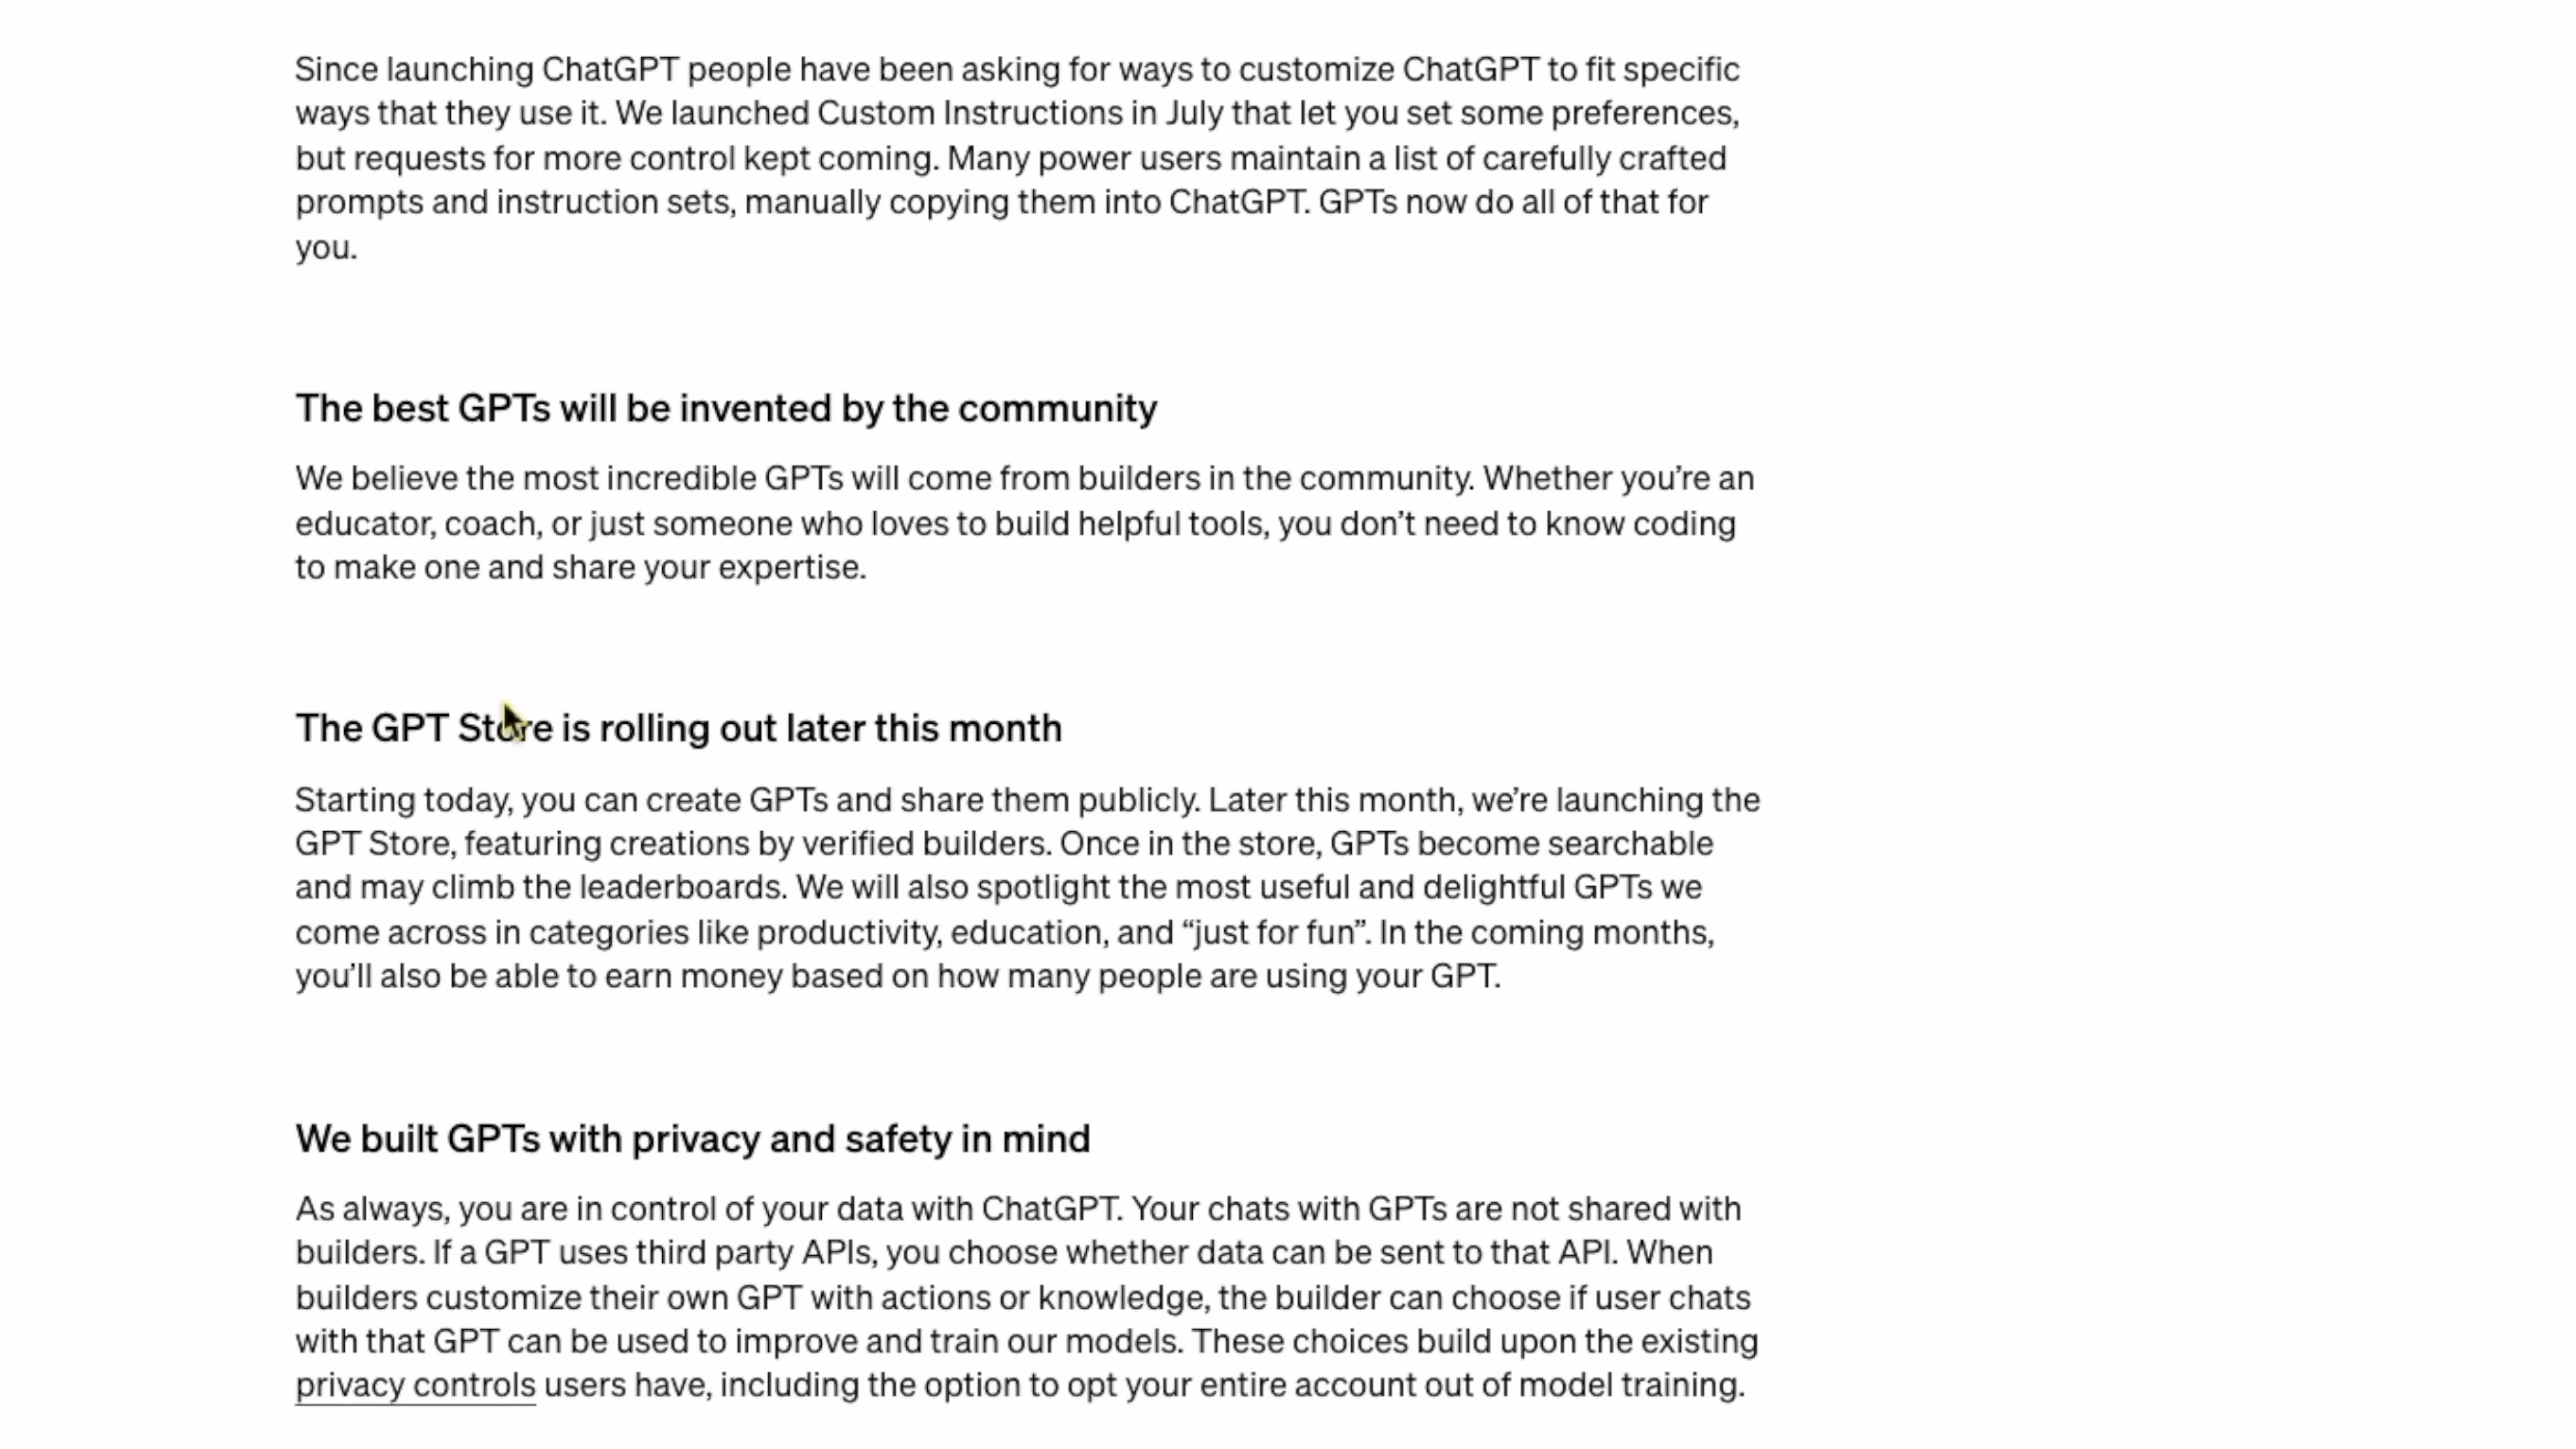 Since launching ChatGPT people have been asking for ways to customize ChatGPT to fit specific
ways that they use it. We launched Custom Instructions in July that let you set some preferences,
but requests for more control kept coming. Many power users maintain a list of carefully crafted
prompts and instruction sets, manually copying them into ChatGPT. GPTs now do all of that for
you.
The best GPTs will be invented by the community
We believe the most incredible GPTs will come from builders in the community. Whether you’re an
educator, coach, or just someone who loves to build helpful tools, you don’t need to know coding
to make one and share your expertise.
The GPT Store is rolling out later this month
Starting today, you can create GPTs and share them publicly. Later this month, we’re launching the
GPT Store, featuring creations by verified builders. Once in the store, GPTs become searchable
and may climb the leaderboards. We will also spotlight the most useful and delightful GPTs we
come across in categories like productivity, education, and “just for fun”. In the coming months,
you’ll also be able to earn money based on how many people are using your GPT.
We built GPTs with privacy and safety in mind
As always, you are in control of your data with ChatGPT. Your chats with GPTs are not shared with
builders. If a GPT uses third party APIs, you choose whether data can be sent to that API. When
builders customize their own GPT with actions or knowledge, the builder can choose if user chats
with that GPT can be used to improve and train our models. These choices build upon the existing
privacy controls users have, including the option to opt your entire account out of model training.